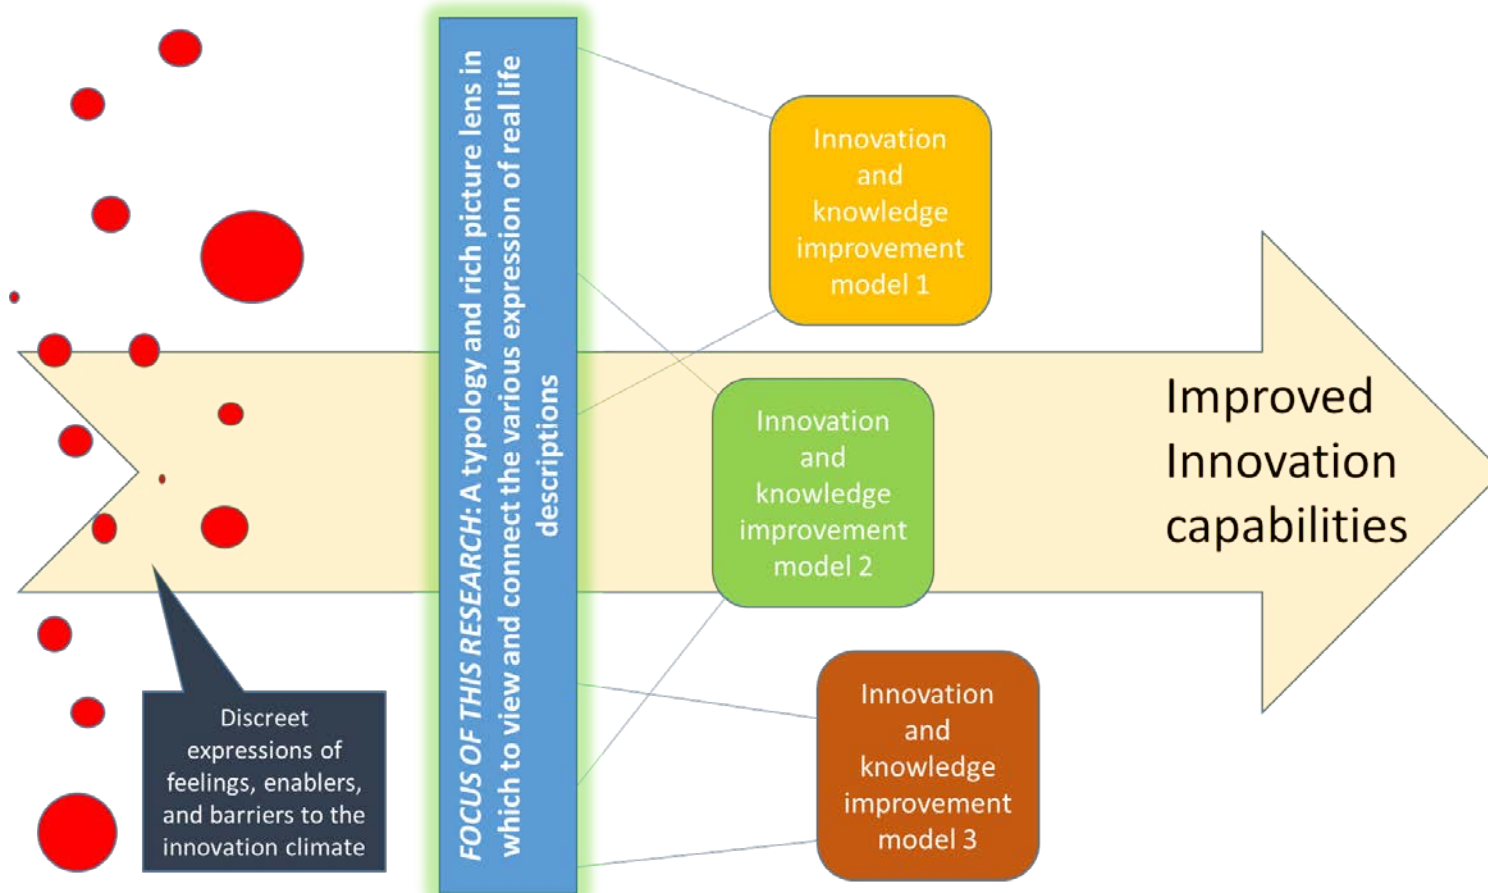 FOCUS OF THIS RESEARCH: A typology and rich picture lens in
which to view and connect the various expression of real life
descriptions
Innovation
and
knowledge
improvement
model 1
Innovation
and
knowledge
improvement
model 2
Innovation
and
knowledge
improvement
model 3
Improved
Innovation
capabilities
Discreet
expressions of
feelings, enablers,
and barriers to the
innovation climate